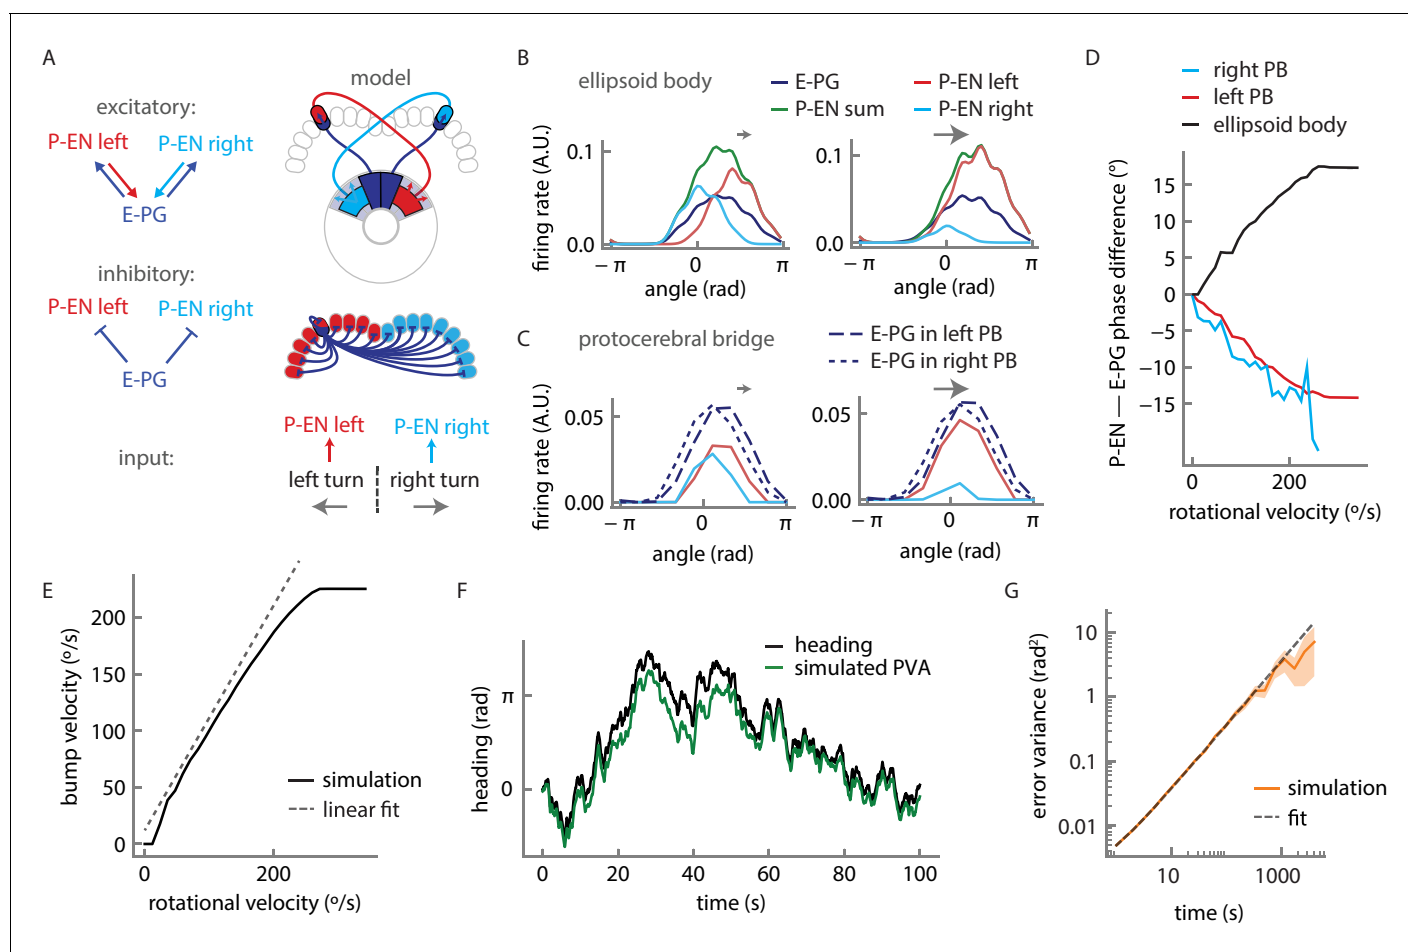 A
model
excitatory:
P-EN left
P-EN right
E-PG
inhibitory:
P-EN left
P-EN right
E-PG
P-EN left
P-EN right
input:
left turn
right turn
B
ellipsoid body
E-PG
P-EN left
P-EN sum
P-EN right
firing rate (A.U.)
0.1
0.0
− π
0
π
angle (rad)
0.1
0.0
− π
0
π
angle (rad)
C
protocerebral bridge
E-PG in left PB
E-PG in right PB
firing rate (A.U.)
0.05
0.00
− π
0
π
angle (rad)
0.05
0.00
− π
0
π
angle (rad)
D
right PB
left PB
ellipsoid body
P-EN — E-PG phase difference (°)
15
10
5
0
−5
−10
−15
0
200
rotational velocity (º/s)
E
bump velocity (º/s)
200
150
100
50
0
simulation
linear fit
0
200
rotational velocity (º/s)
F
heading (rad)
π
0
heading
simulated PVA
0 20 40 60 80 100
time (s)
G
error variance (rad²)
10
1
0.1
0.01
simulation
fit
10
1000
time (s)